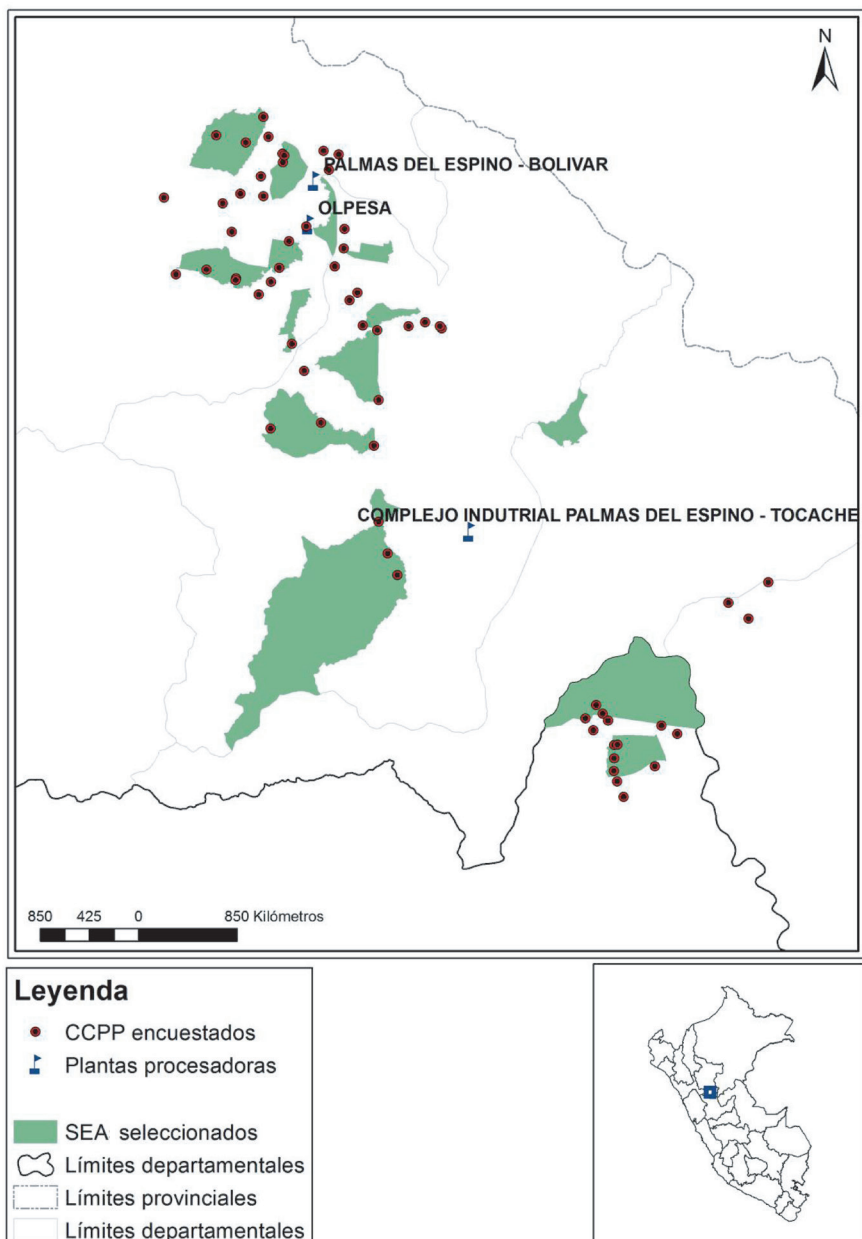 N
PALMAS DEL ESPINO - BOLIVAR
OLPESA
COMPLEJO INDUTRIAL PALMAS DEL ESPINO - TOCACHE
850 425 0 850 Kilómetros
Leyenda
CCPP encuestados
Plantas procesadoras
SEA seleccionados
Límites departamentales
Límites provinciales
Límites departamentales